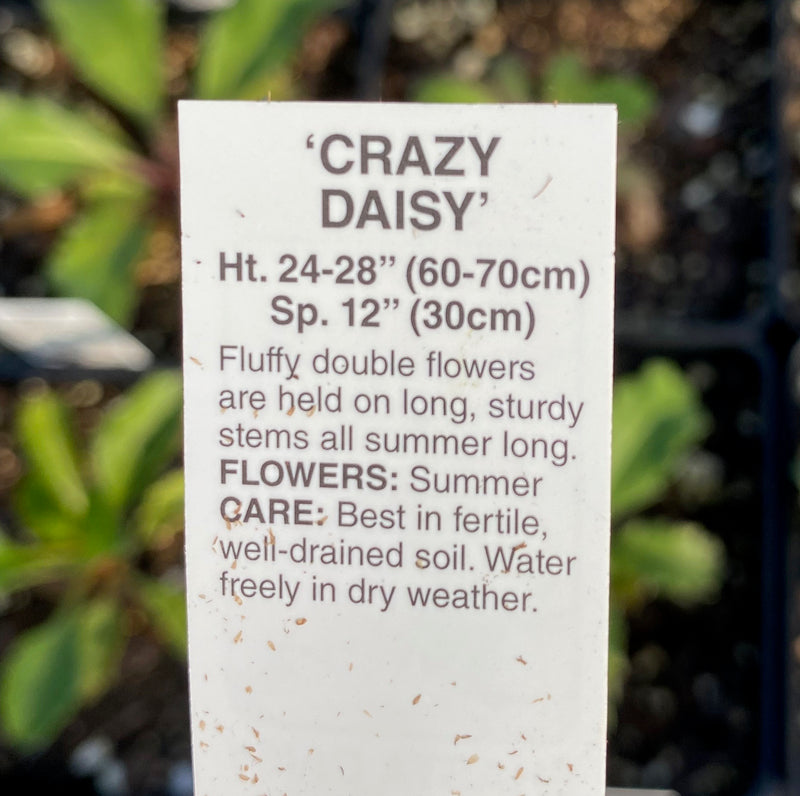 ‘CRAZY
DAISY’
Ht. 24-28” (60-70cm)
Sp. 12” (30cm)
Fluffy double flowers
are held on long, sturdy
stems all summer long.
FLOWERS: Summer
CARE: Best in fertile,
well-drained soil. Water
freely in dry weather.